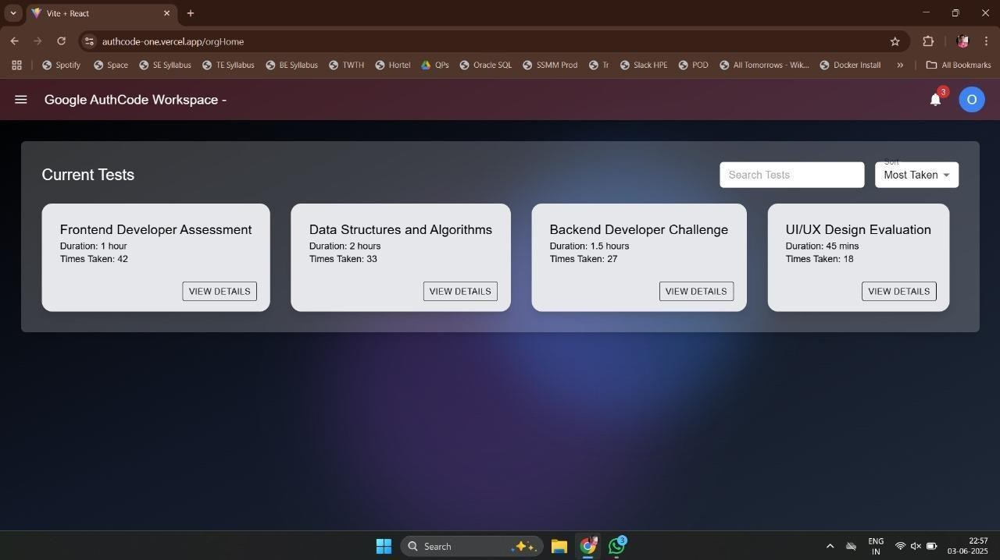 Vite + React
authcode-one.vercel.app/orgHome
Spotify Space SE Syllabus TE Syllabus BE Syllabus TWTH Hortel QPs Oracle SQL SSMM Prod Tr Slack HPE POD All Tomorrows - Wik... Docker Install » All Bookmarks
Google AuthCode Workspace -
3
O
Current Tests
Search Tests
Sort
Most Taken
Frontend Developer Assessment
Duration: 1 hour
Times Taken: 42
VIEW DETAILS
Data Structures and Algorithms
Duration: 2 hours
Times Taken: 33
VIEW DETAILS
Backend Developer Challenge
Duration: 1.5 hours
Times Taken: 27
VIEW DETAILS
UI/UX Design Evaluation
Duration: 45 mins
Times Taken: 18
VIEW DETAILS
Search
3
ENG
IN
22:57
03-06-2025